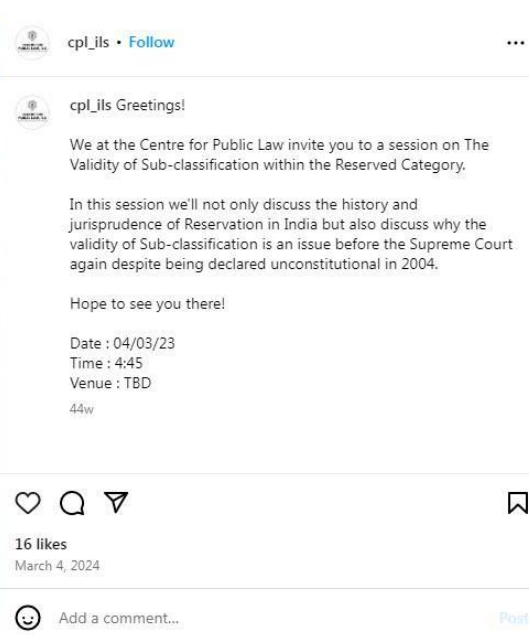 cpl_ils • Follow
cpl_ils Greetings!
We at the Centre for Public Law invite you to a session on The
Validity of Sub-classification within the Reserved Category.
In this session we'll not only discuss the history and
jurisprudence of Reservation in India but also discuss why the
validity of Sub-classification is an issue before the Supreme Court
again despite being declared unconstitutional in 2004.
Hope to see you there!
Date : 04/03/23
Time : 4:45
Venue : TBD
44w
16 likes
March 4, 2024
Add a comment...
Post